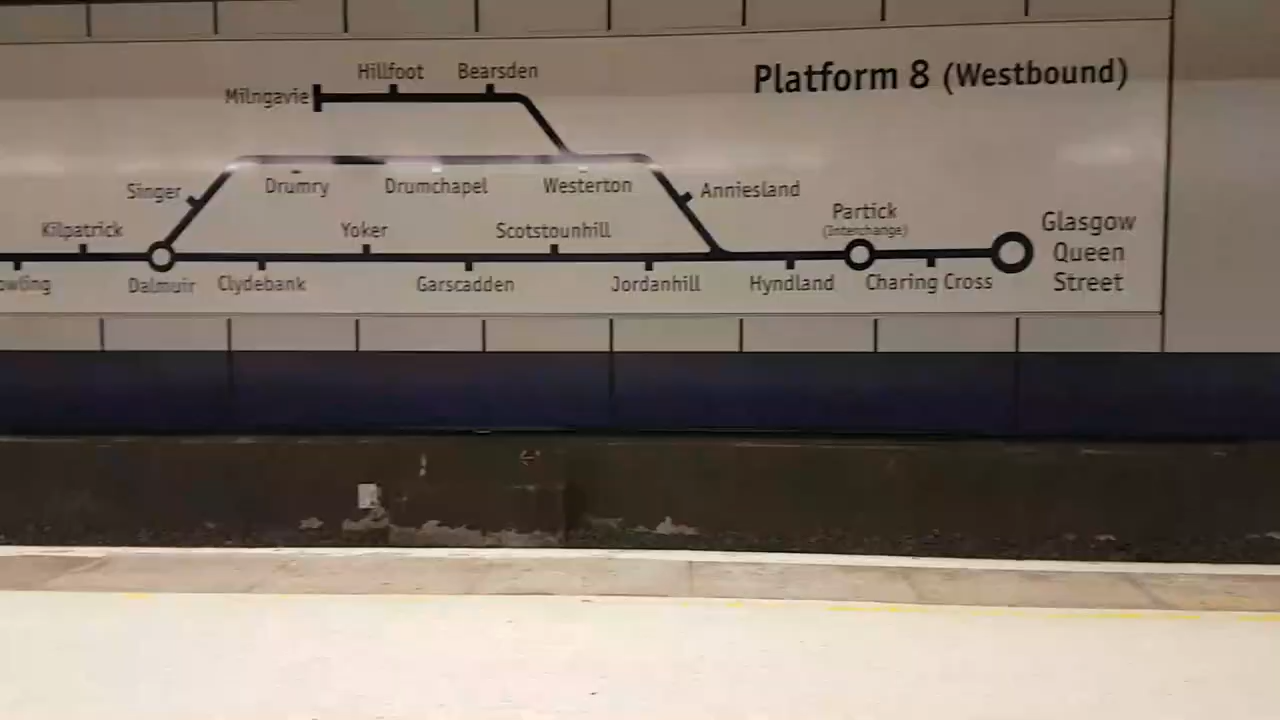 Platform 8 (Westbound)
Hillfoot Bearsden
Milngavie
Singer Drumry Drumchapel Westerton Anniesland
Kilpatrick Yoker Scotstounhill Partick
(Interchange)
Glasgow
Queen
Street
owling Dalmuir Clydebank Garscadden Jordanhill Hyndland Charing Cross